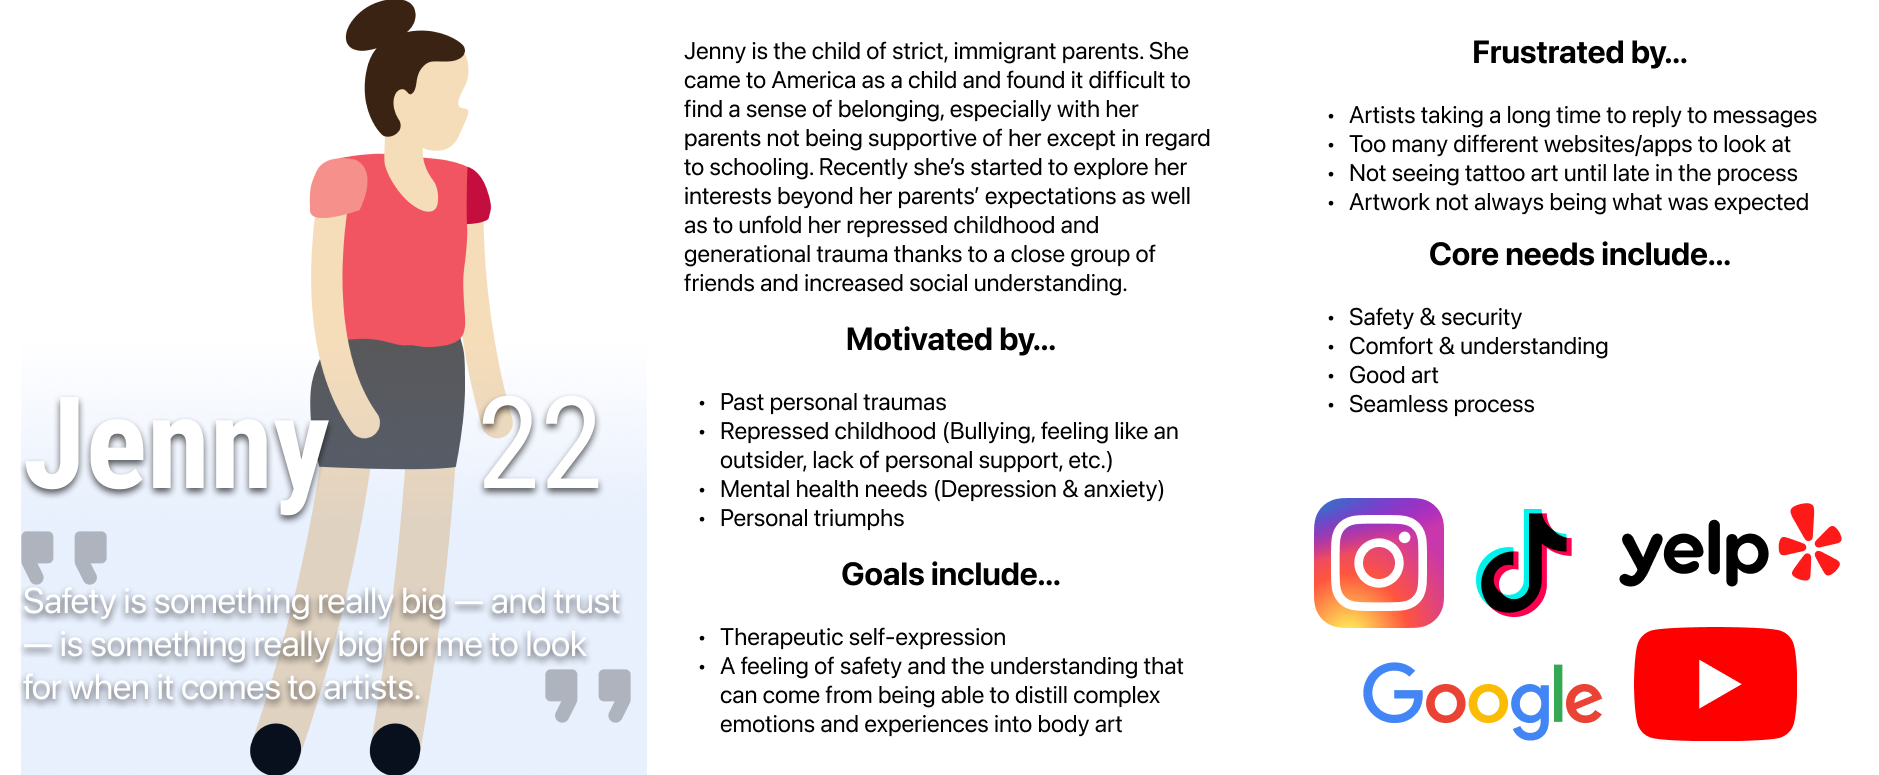 Jenny 22
Safety is something really big — and trust
— is something really big for me to look
for when it comes to artists.
Jenny is the child of strict, immigrant parents. She
came to America as a child and found it difficult to
find a sense of belonging, especially with her
parents not being supportive of her except in regard
to schooling. Recently she’s started to explore her
interests beyond her parents’ expectations as well
as to unfold her repressed childhood and
generational trauma thanks to a close group of
friends and increased social understanding.
Motivated by...
• Past personal traumas
• Repressed childhood (Bullying, feeling like an
outsider, lack of personal support, etc.)
• Mental health needs (Depression & anxiety)
• Personal triumphs
Goals include...
• Therapeutic self-expression
• A feeling of safety and the understanding that
can come from being able to distill complex
emotions and experiences into body art
Frustrated by...
• Artists taking a long time to reply to messages
• Too many different websites/apps to look at
• Not seeing tattoo art until late in the process
• Artwork not always being what was expected
Core needs include...
• Safety & security
• Comfort & understanding
• Good art
• Seamless process
yelp
Google